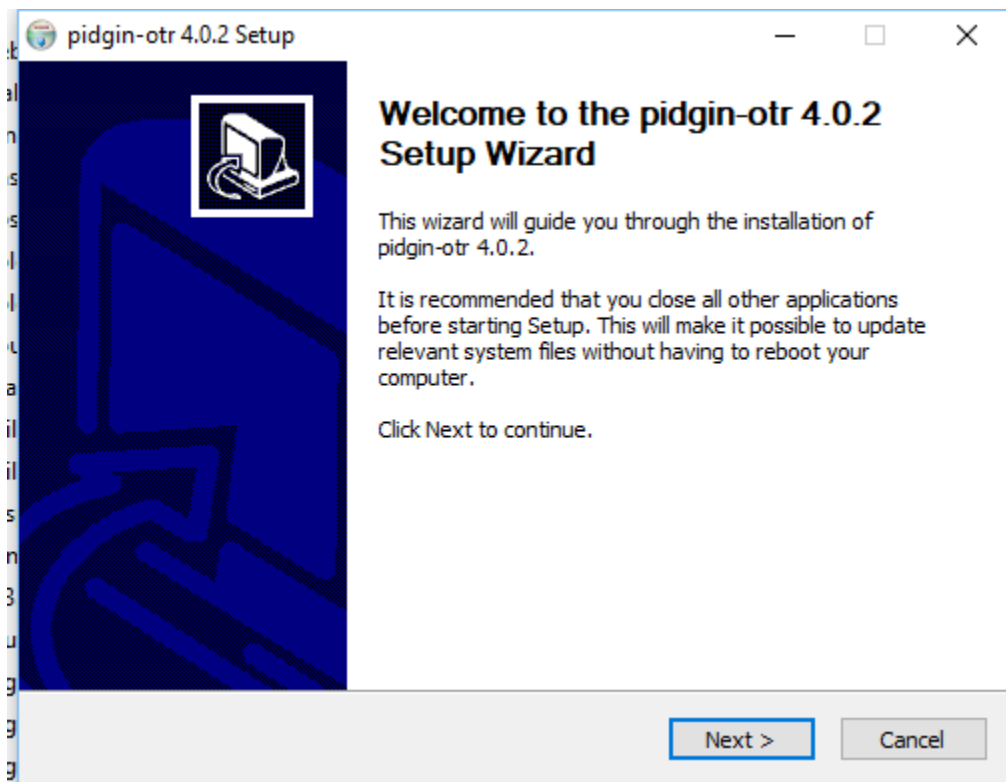 pidgin-otr 4.0.2 Setup
Welcome to the pidgin-otr 4.0.2
Setup Wizard
This wizard will guide you through the installation of
pidgin-otr 4.0.2.
It is recommended that you close all other applications
before starting Setup. This will make it possible to update
relevant system files without having to reboot your
computer.
Click Next to continue.
Next >
Cancel